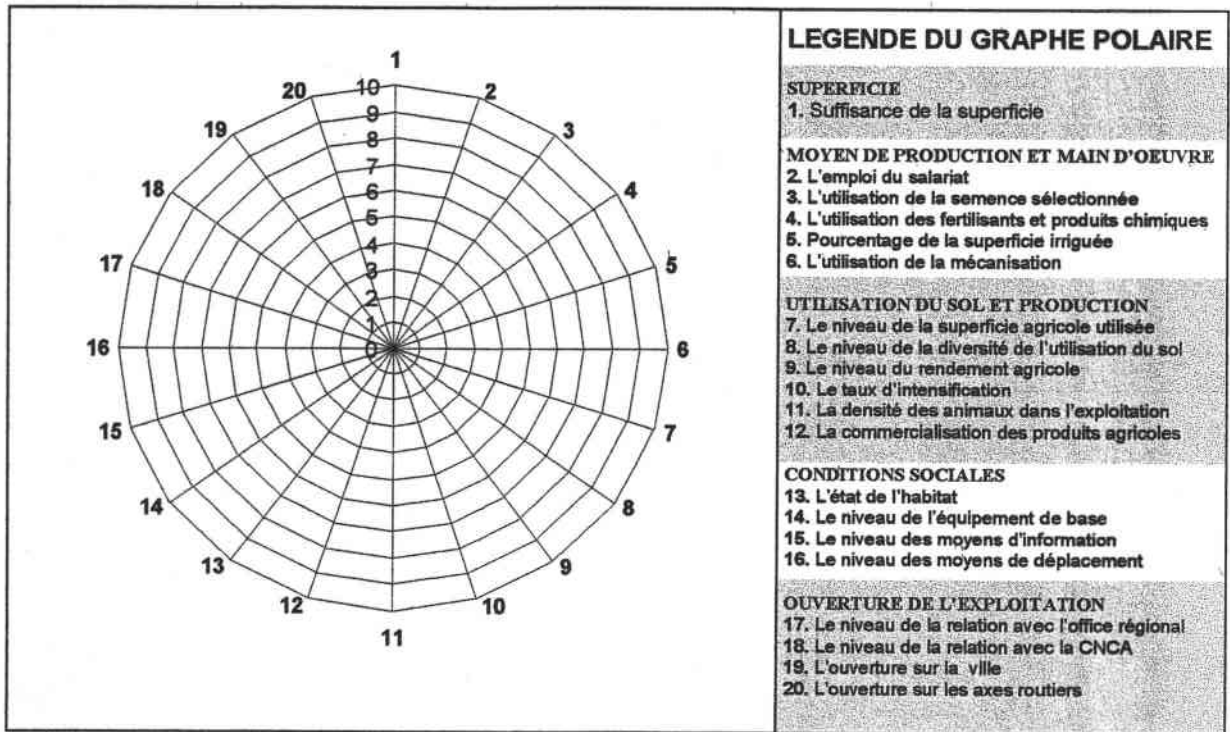 1
2
3
4
5
6
7
8
9
10
11
12
13
14
15
16
17
18
19
20
10
9
8
7
6
5
4
3
2
1
0
LEGENDE DU GRAPHE POLAIRE
SUPERFICIE
1. Suffisance de la superficie
MOYEN DE PRODUCTION ET MAIN D'OEUVRE
2. L'emploi du salariat
3. L'utilisation de la semence sélectionnée
4. L'utilisation des fertilisants et produits chimiques
5. Pourcentage de la superficie irriguée
6. L'utilisation de la mécanisation
UTILISATION DU SOL ET PRODUCTION
7. Le niveau de la superficie agricole utilisée
8. Le niveau de la diversité de l'utilisation du sol
9. Le niveau du rendement agricole
10. Le taux d'intensification
11. La densité des animaux dans l'exploitation
12. La commercialisation des produits agricoles
CONDITIONS SOCIALES
13. L'état de l'habitat
14. Le niveau de l'équipement de base
15. Le niveau des moyens d'information
16. Le niveau des moyens de déplacement
OUVERTURE DE L'EXPLOITATION
17. Le niveau de la relation avec l'office régional
18. Le niveau de la relation avec la CNCA
19. L'ouverture sur la ville
20. L'ouverture sur les axes routiers